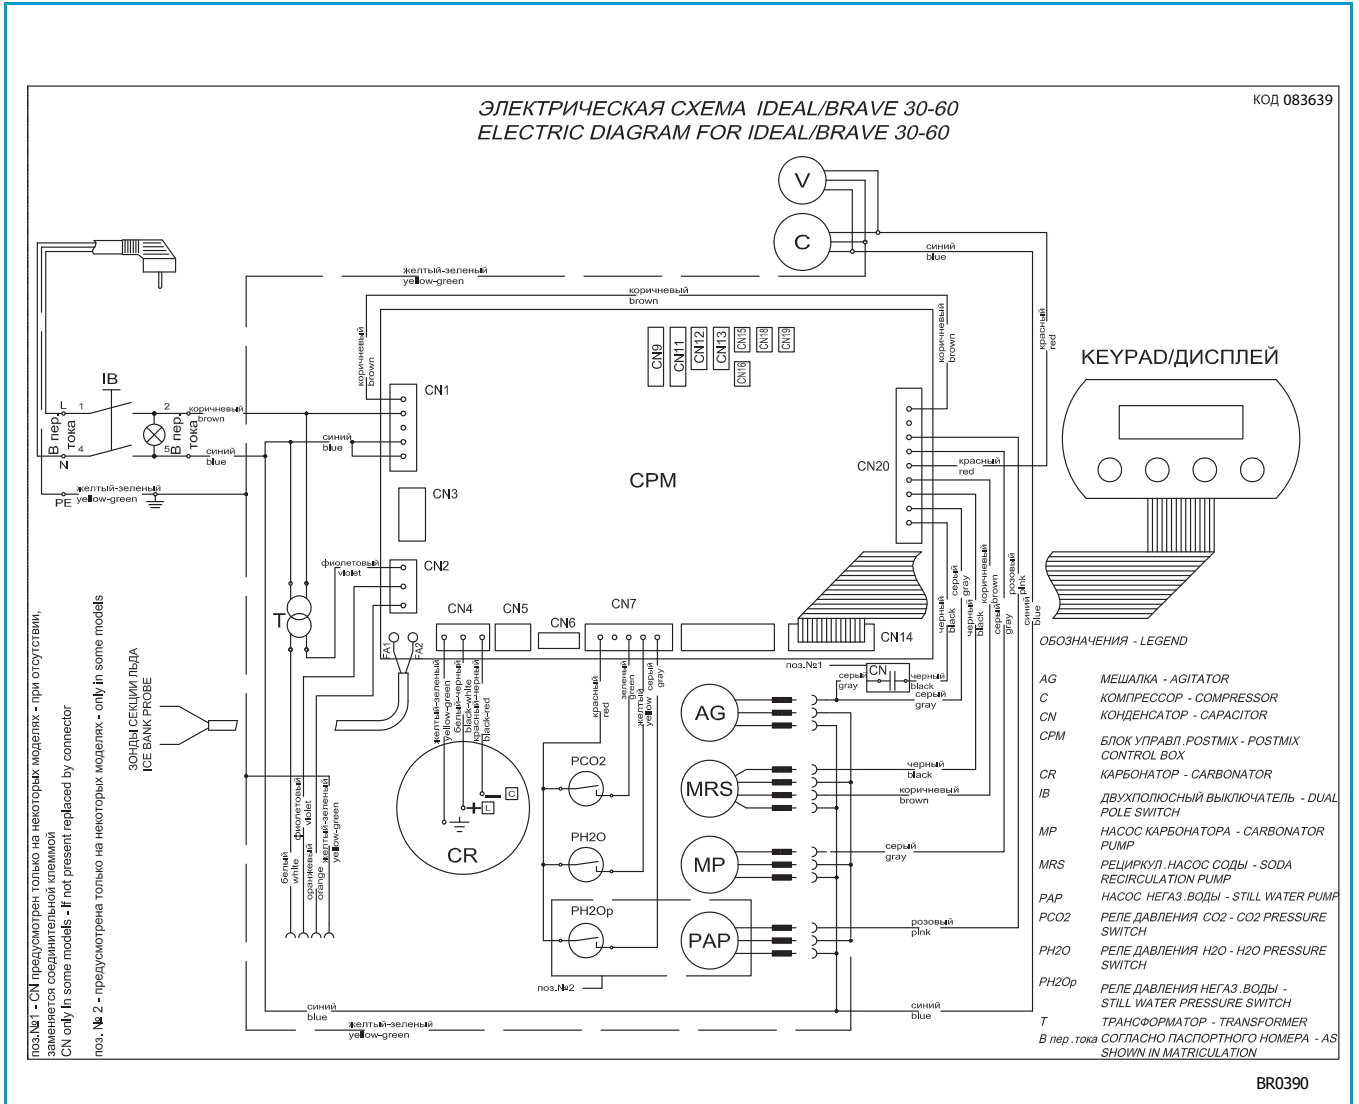 КОД 083639
ЭЛЕКТРИЧЕСКАЯ СХЕМА IDEAL/BRAVE 30-60
ELECTRIC DIAGRAM FOR IDEAL/BRAVE 30-60
V
C
синий
blue
желтый-зеленый
yellow-green
коричневый
brown
коричневый
brown
коричневый
brown
красный
red
CN9
CN11
CN12
CN13
CN15
CN16
CN18
CN19
KEYPAD/ДИСПЛЕЙ
IB
L
1
2
В пер.
тока
N
4
5
В пер.
тока
коричневый
brown
синий
blue
желтый-зеленый
yellow-green
PE
синий
blue
CN1
CN3
CPM
CN20
красный
red
фиолетовый
violet
CN2
T
FA1
FA2
CN4
CN5
CN6
CN7
CN14
черный
black
серый
gray
черный
black
коричневый
brown
серый
gray
розовый
pink
синий
blue
поз.№1
CN
серый
gray
черный
black
серый
gray
желтый-зеленый
yellow-green
белый-черный
black-white
красный-черный
black-red
красный
red
зеленый
green
желтый
yellow
серый
gray
ЗОНДЫ СЕКЦИИ ЛЬДА
ICE BANK PROBE
C
L
CR
PCO2
PH2O
PH2Op
поз.№2
AG
MRS
MP
PAP
черный
black
коричневый
brown
серый
gray
розовый
pink
белый
white
фиолетовый
violet
оранжевый
orange
желтый-зеленый
yellow-green
синий
blue
желтый-зеленый
yellow-green
синий
blue
поз.№1 - CN предусмотрен только на некоторых моделях - при отсутствии,
заменяется соединительной клеммой
CN only In some models - If not present replaced by connector
поз. № 2 - предусмотрена только на некоторых моделях - only in some models
ОБОЗНАЧЕНИЯ - LEGEND
AG МЕШАЛКА - AGITATOR
C КОМПРЕССОР - COMPRESSOR
CN КОНДЕНСАТОР - CAPACITOR
CPM БЛОК УПРАВЛ.POSTMIX - POSTMIX
CONTROL BOX
CR КАРБОНАТОР - CARBONATOR
IB ДВУХПОЛЮСНЫЙ ВЫКЛЮЧАТЕЛЬ - DUAL
POLE SWITCH
MP НАСОС КАРБОНАТОРА - CARBONATOR
PUMP
MRS РЕЦИРКУЛ.НАСОС СОДЫ - SODA
RECIRCULATION PUMP
PAP НАСОС НЕГАЗ.ВОДЫ - STILL WATER PUMP
PCO2 РЕЛЕ ДАВЛЕНИЯ CO2 - CO2 PRESSURE
SWITCH
PH2O РЕЛЕ ДАВЛЕНИЯ H2O - H2O PRESSURE
SWITCH
PH2Op РЕЛЕ ДАВЛЕНИЯ НЕГАЗ.ВОДЫ -
STILL WATER PRESSURE SWITCH
T ТРАНСФОРМАТОР - TRANSFORMER
В пер.тока СОГЛАСНО ПАСПОРТНОГО НОМЕРА - AS
SHOWN IN MATRICULATION
BR0390